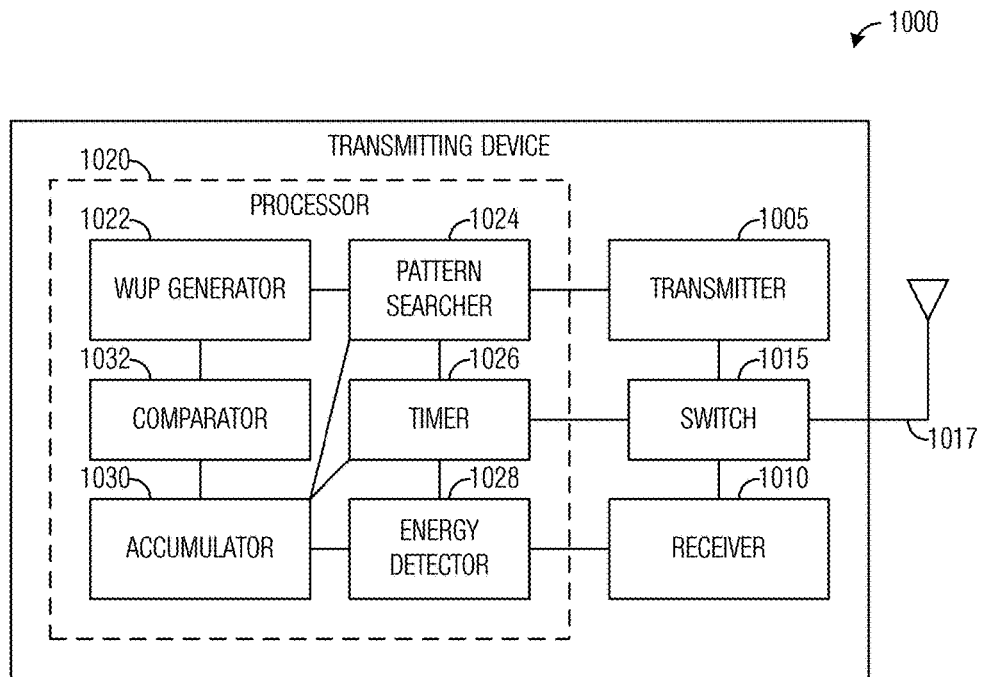 1000
TRANSMITTING DEVICE
1020
PROCESSOR
1022
WUP GENERATOR
1024
PATTERN
SEARCHER
1005
TRANSMITTER
1032
COMPARATOR
1026
TIMER
1015
SWITCH
1017
1030
ACCUMULATOR
1028
ENERGY
DETECTOR
1010
RECEIVER